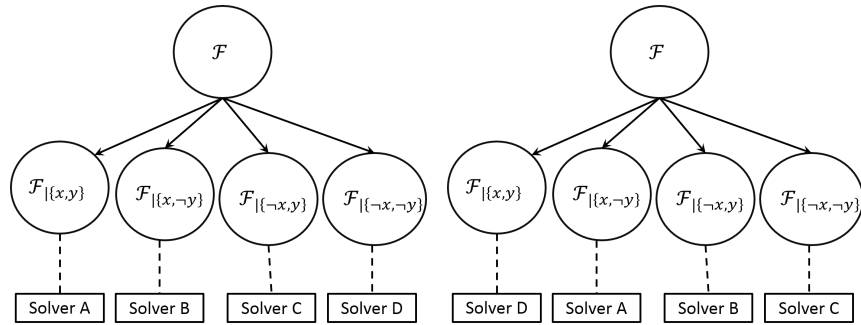 ℱ ℱ
ℱ|{x,y} ℱ|{x,¬y} ℱ|{¬x,y} ℱ|{¬x,¬y} ℱ|{x,y} ℱ|{x,¬y} ℱ|{¬x,y} ℱ|{¬x,¬y}
Solver A Solver B Solver C Solver D Solver D Solver A Solver B Solver C